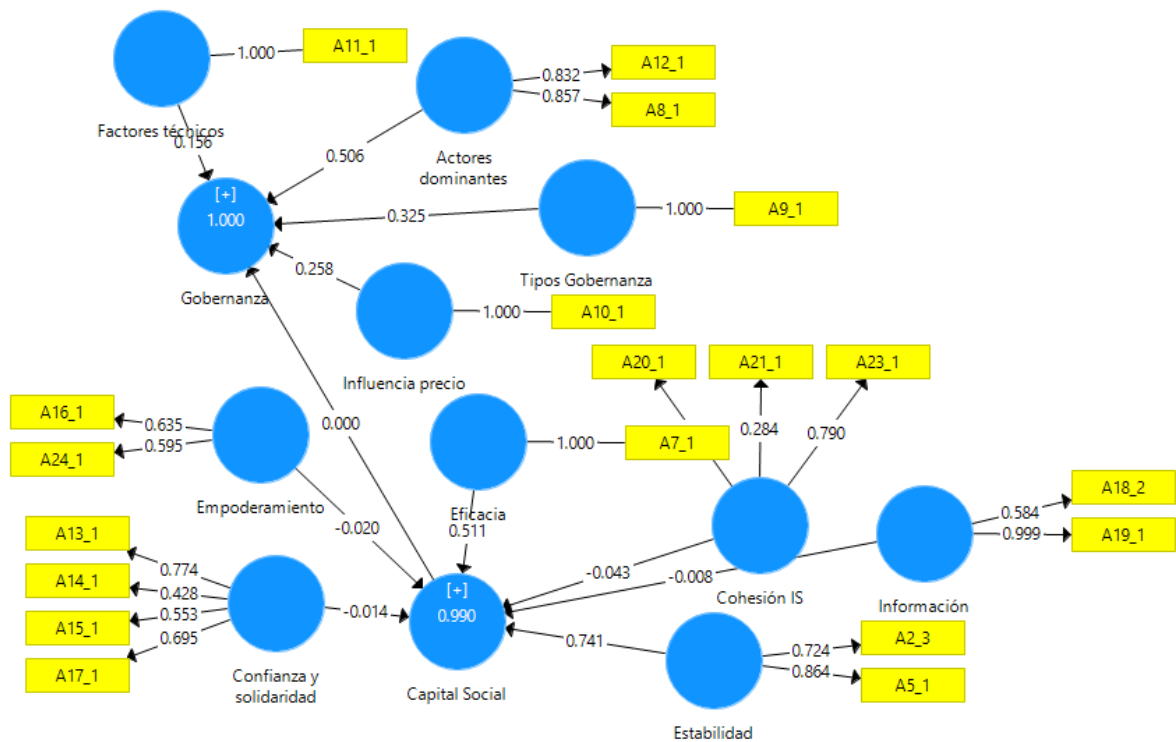 A11_1
1.000
Factores técnicos
0.156
A12_1
0.832
0.857
A8_1
0.506
Actores
dominantes
[+]
1.000
Gobernanza
0.325
1.000
A9_1
Tipos Gobernanza
0.258
1.000
A10_1
Influencia precio
0.000
A20_1
A21_1
A23_1
0.284
0.790
A16_1
0.635
0.595
A24_1
Empoderamiento
-0.020
1.000
A7_1
Eficacia
0.511
A18_2
0.584
0.999
A19_1
Cohesión IS
Información
-0.043
-0.008
A13_1
A14_1
A15_1
A17_1
0.774
0.428
0.553
0.695
Confianza y
solidaridad
-0.014
[+]
0.990
Capital Social
0.741
A2_3
0.724
0.864
A5_1
Estabilidad